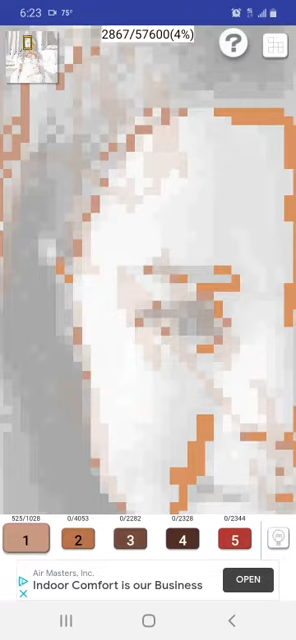 6:23 75°
2867/57600(4%)
?
525/1028 0/4053 0/2282 0/2328 0/2344
1 2 3 4 5
Air Masters, Inc.
Indoor Comfort is our Business
OPEN